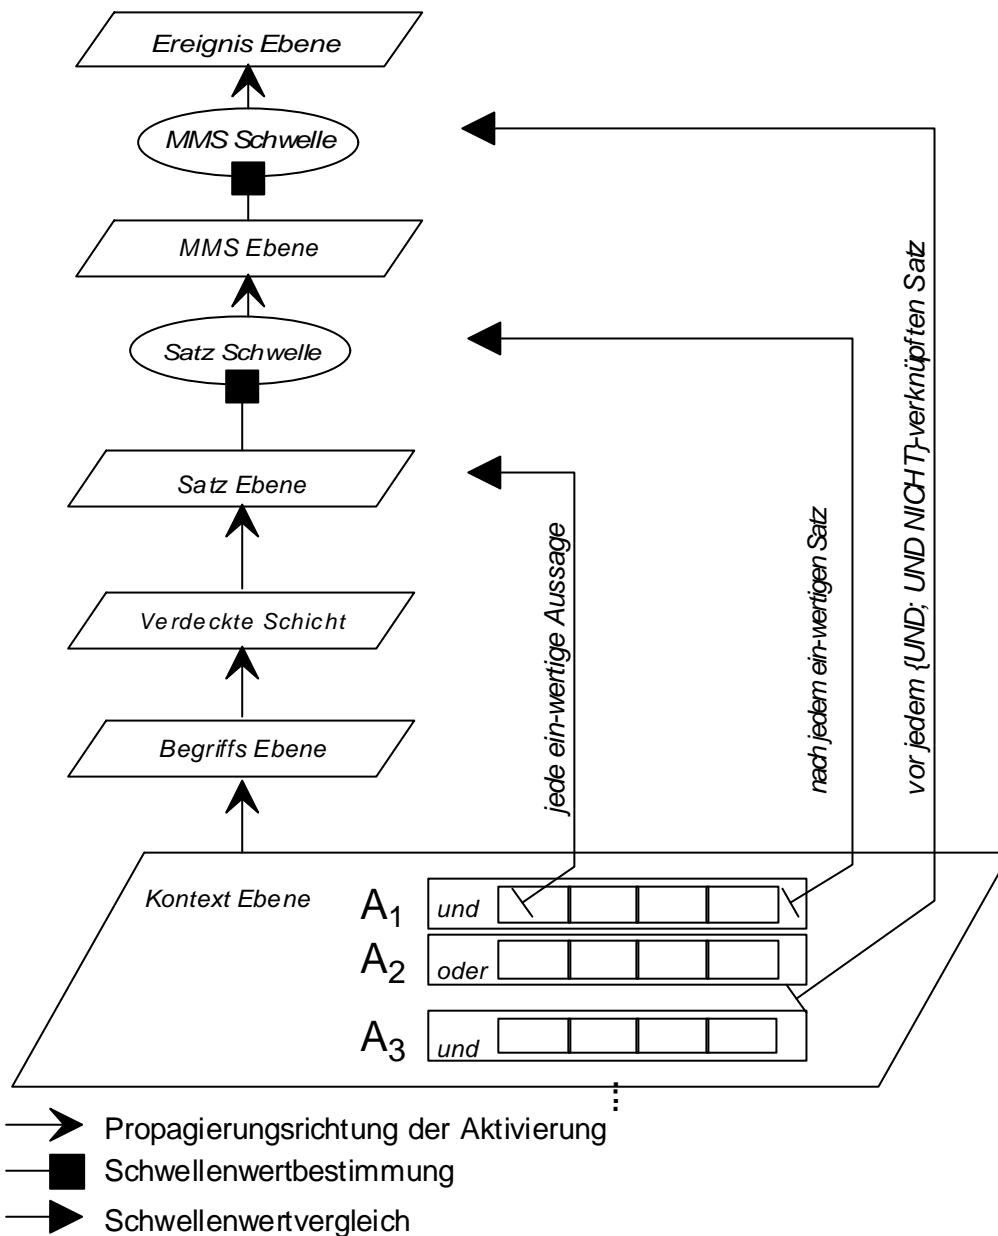 Ereignis Ebene
MMS Schwelle
MMS Ebene
Satz Schwelle
Satz Ebene
Verdeckte Schicht
Begriffs Ebene
jede ein-wertige Aussage
nach jedem ein-wertigen Satz
vor jedem {UND; UND NICHT}-verknüpften Satz
Kontext Ebene
A1 und
A2 oder
A3 und
Propagierungsrichtung der Aktivierung
Schwellenwertbestimmung
Schwellenwertvergleich